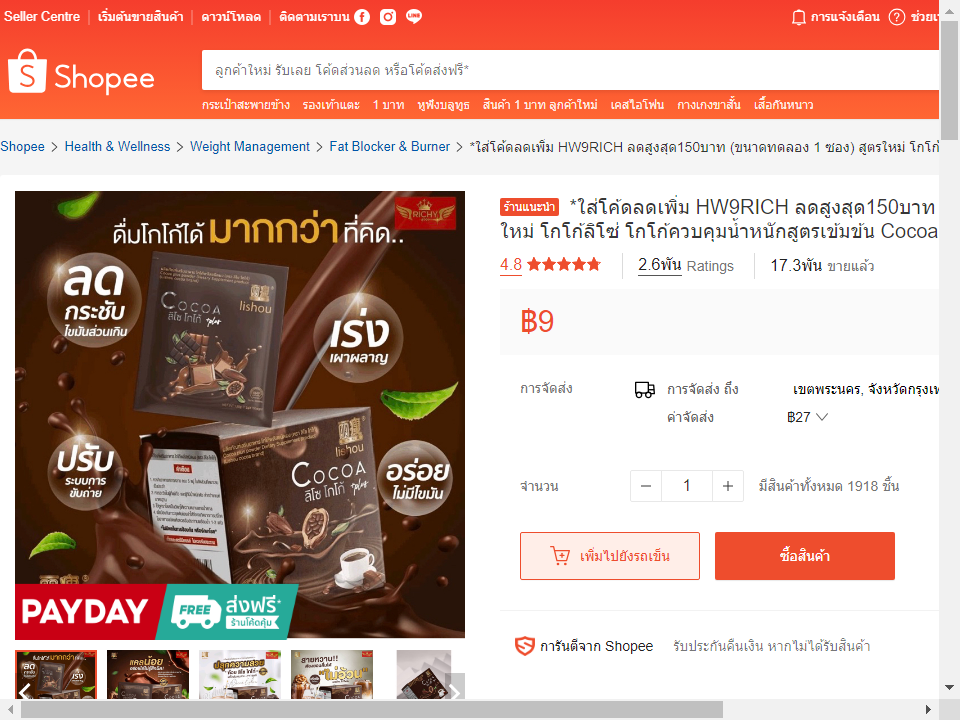 Seller Centre
เริ่มต้นขายสินค้า
ดาวน์โหลด
ติดตามเราบน
การแจ้งเตือน
Shopee
ลูกค้าใหม่ รับเลย โค้ดส่วนลด หรือโค้ดส่งฟรี*
กระเป๋าสะพายข้าง รองเท้าแตะ 1 บาท หูฟังบลูทูธ สินค้า 1 บาท ลูกค้าใหม่ เคสไอโฟน กางเกงขาสั้น เสื้อกันหนาว
Shopee > Health & Wellness > Weight Management > Fat Blocker & Burner > *ใส่โค้ดลดเพิ่ม HW9RICH ลดสูงสุด150บาท (ขนาดทดลอง 1 ซอง) สูตรใหม่ โกโก้
RICHY
ดื่มโกโก้ได้ มากกว่า ที่คิด..
ลด
กระชับ
ไขมันส่วนเกิน
เร่ง
เผาผลาญ
lishou
COCOA
ลิโซ่ โกโก้ plus
ปรับ
ระบบการ
ขับถ่าย
อร่อย
ไม่มีไขมัน
lishou
COCOA
ลิโซ่ โกโก้ plus
PAYDAY
FREE ส่งฟรี*
ร้านโค้ดคุ้ม
ร้านแนะนำ *ใส่โค้ดลดเพิ่ม HW9RICH ลดสูงสุด150บาท
ใหม่ โกโก้ลิโซ่ โกโก้ควบคุมน้ำหนักสูตรเข้มข้น Cocoa
4.8
2.6พัน Ratings
17.3พัน ขายแล้ว
฿9
การจัดส่ง
การจัดส่ง ถึง
เขตพระนคร,
ค่าจัดส่ง
฿27
จำนวน
1
มีสินค้าทั้งหมด 1918 ชิ้น
เพิ่มไปยังรถเข็น
ซื้อสินค้า
การันตีจาก Shopee
รับประกันคืนเงิน หากไม่ได้รับสินค้า